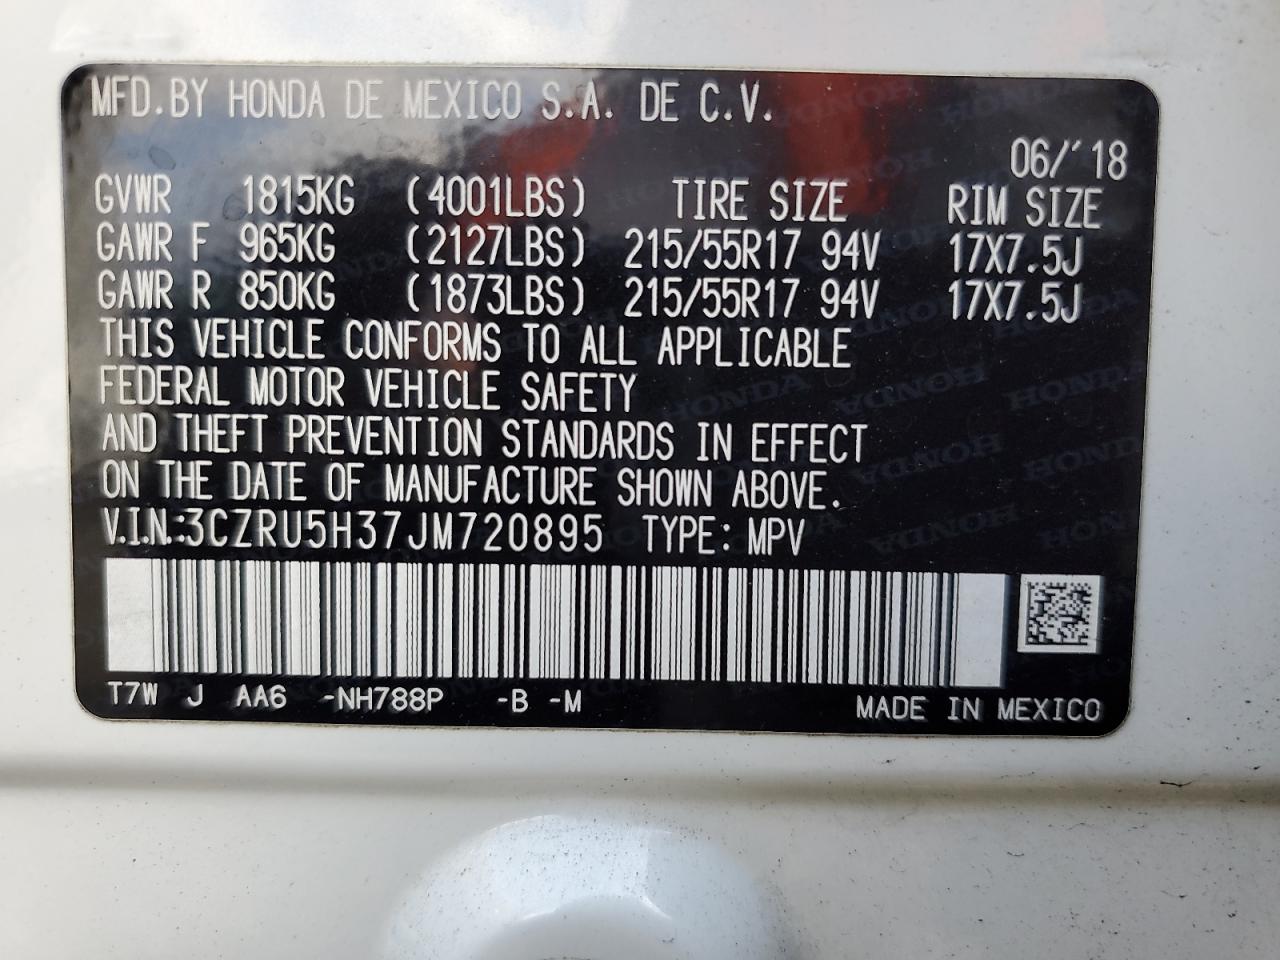 MFD.BY HONDA DE MEXICO S.A. DE C.V.
06/'18
GVWR 1815KG (4001LBS) TIRE SIZE RIM SIZE
GAWR F 965KG (2127LBS) 215/55R17 94V 17X7.5J
GAWR R 850KG (1873LBS) 215/55R17 94V 17X7.5J
THIS VEHICLE CONFORMS TO ALL APPLICABLE
FEDERAL MOTOR VEHICLE SAFETY
AND THEFT PREVENTION STANDARDS IN EFFECT
ON THE DATE OF MANUFACTURE SHOWN ABOVE.
V.I.N.:3CZRU5H37JM720895 TYPE: MPV
T7W J AA6 -NH788P -B -M MADE IN MEXICO